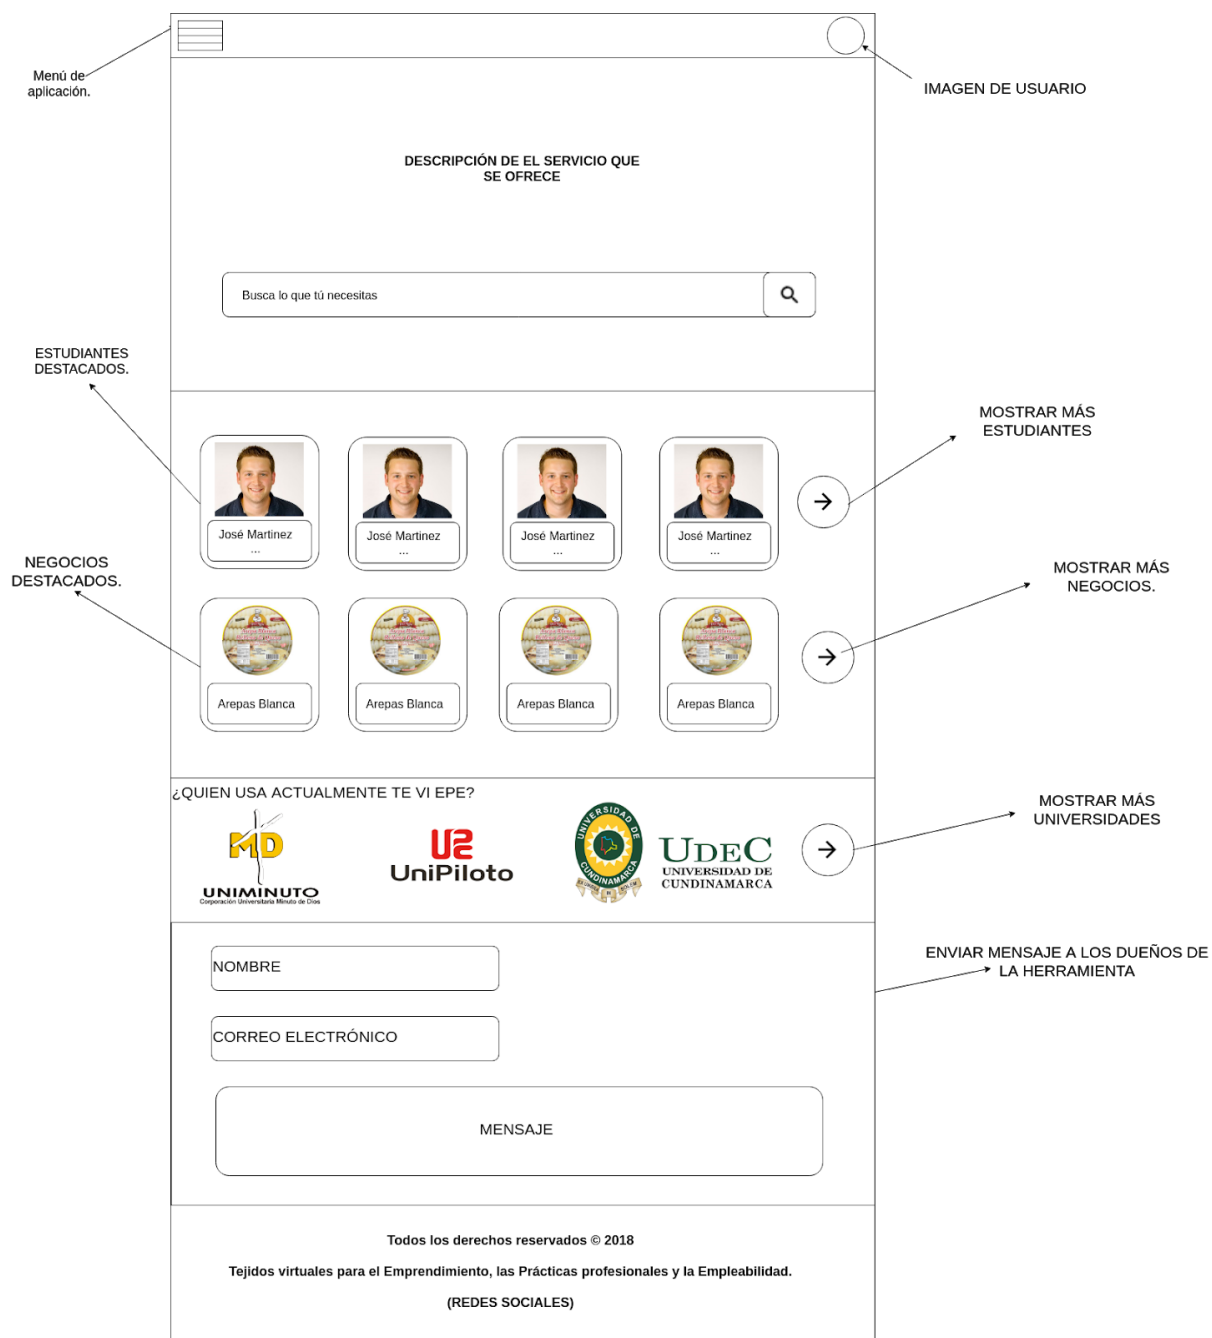 Menú de
aplicación.
IMAGEN DE USUARIO
DESCRIPCIÓN DE EL SERVICIO QUE
SE OFRECE
Busca lo que tú necesitas
ESTUDIANTES
DESTACADOS.
MOSTRAR MÁS
ESTUDIANTES
José Martinez
...
José Martinez
...
José Martinez
...
José Martinez
...
NEGOCIOS
DESTACADOS.
MOSTRAR MÁS
NEGOCIOS.
Arepas Blanca
Arepas Blanca
Arepas Blanca
Arepas Blanca
¿QUIEN USA ACTUALMENTE TE VI EPE?
MD
UNIMINUTO
Corporación Universitaria Minuto de Dios
UniPiloto
UNIVERSIDAD DE
CUNDINAMARCA
UDEC
UNIVERSIDAD DE
CUNDINAMARCA
MOSTRAR MÁS
UNIVERSIDADES
NOMBRE
CORREO ELECTRÓNICO
MENSAJE
ENVIAR MENSAJE A LOS DUEÑOS DE
LA HERRAMIENTA
Todos los derechos reservados © 2018
Tejidos virtuales para el Emprendimiento, las Prácticas profesionales y la Empleabilidad.
(REDES SOCIALES)